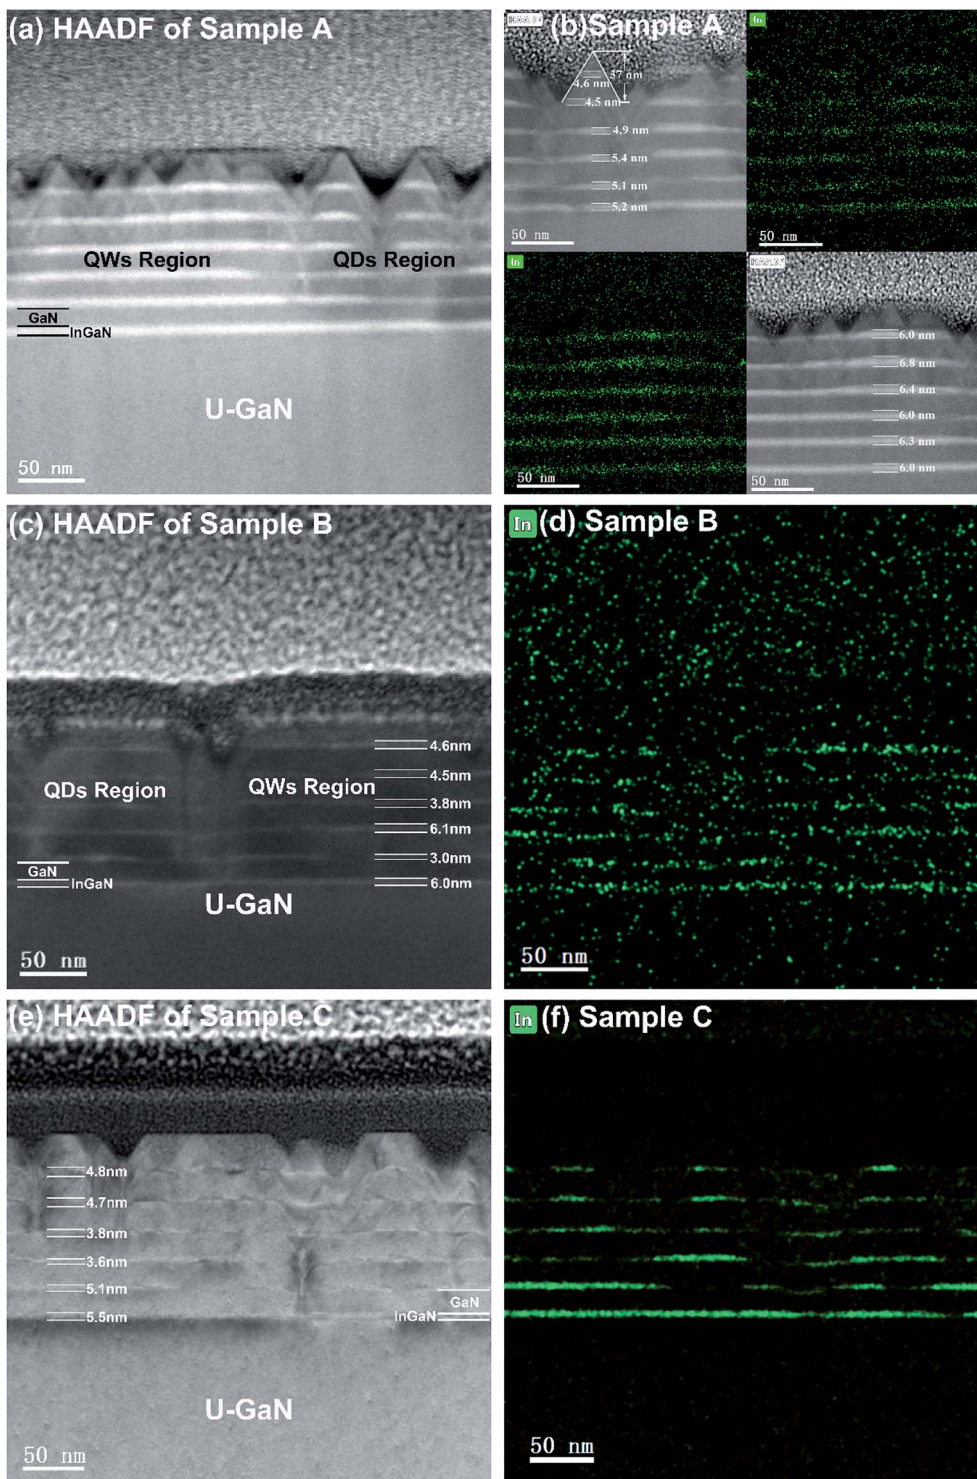 (a) HAADF of Sample A
QWs Region
QDs Region
GaN
InGaN
U-GaN
50 nm
HAADF
(b)Sample A
37 nm
4.6 nm
4.5 nm
4.9 nm
5.4 nm
5.1 nm
5.2 nm
50 nm
In
50 nm
In
50 nm
HAADF
6.0 nm
6.8 nm
6.4 nm
6.0 nm
6.3 nm
6.0 nm
50 nm
(c) HAADF of Sample B
4.6nm
4.5nm
QDs Region
QWs Region
3.8nm
6.1nm
3.0nm
GaN
InGaN
6.0nm
U-GaN
50 nm
In (d) Sample B
50 nm
(e) HAADF of Sample C
4.8nm
4.7nm
3.8nm
3.6nm
5.1nm
GaN
5.5nm
InGaN
U-GaN
50 nm
In (f) Sample C
50 nm